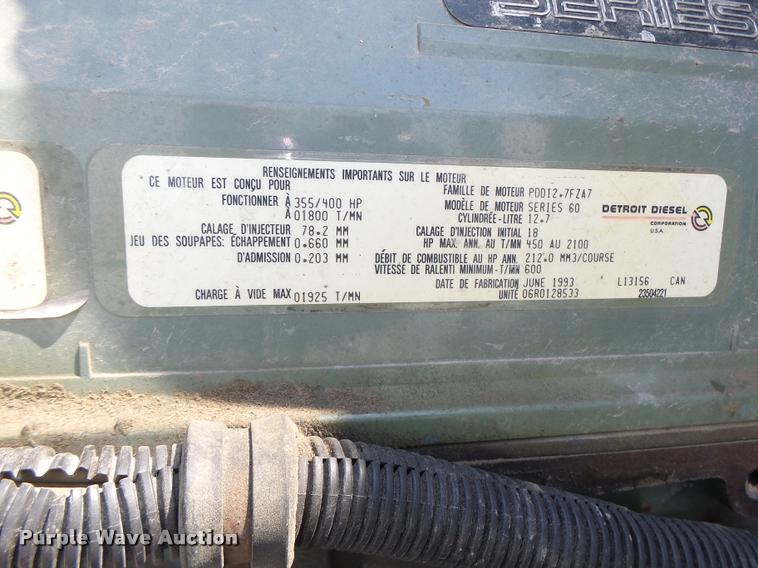 SERIES
RENSEIGNEMENTS IMPORTANTS SUR LE MOTEUR
CE MOTEUR EST CONÇU POUR
FONCTIONNER À 355/400 HP
À 01800 T/MN
CALAGE D'INJECTEUR 78.2 MM
JEU DES SOUPAPES: ÉCHAPPEMENT 0.660 MM
D'ADMISSION 0.203 MM
CHARGE À VIDE MAX 01925 T/MN
FAMILLE DE MOTEUR PDD12.7FZA7
MODÈLE DE MOTEUR SERIES 60
CYLINDRÉE-LITRE 12.7
CALAGE D'INJECTION INITIAL 18
HP MAX. ANN. AU T/MN 450 AU 2100
DÉBIT DE COMBUSTIBLE AU HP ANN. 212.0 MM3/COURSE
VITESSE DE RALENTI MINIMUM-T/MN 600
DATE DE FABRICATION JUNE 1993 L13156 CAN
UNITÉ 06R0128533 23504221
DETROIT DIESEL
CORPORATION
U.S.A.
Purple Wave Auction